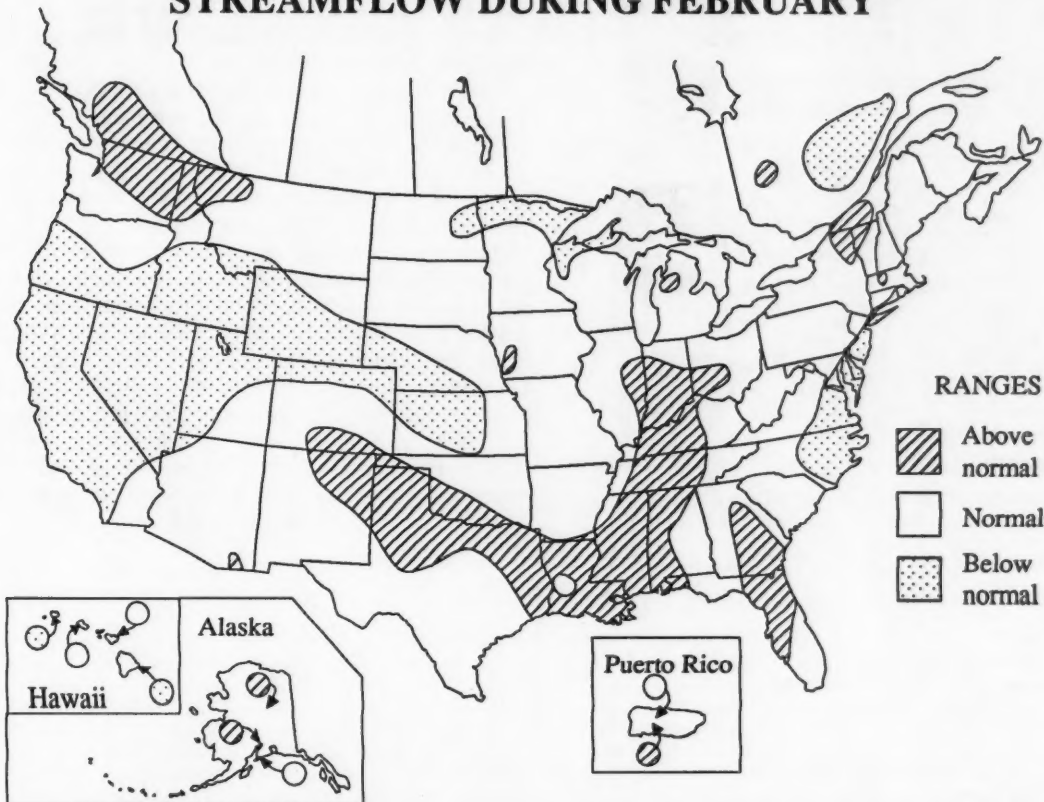 STREAMFLOW DURING FEBRUARY
RANGES
Above
normal
Normal
Below
normal
Alaska
Hawaii
Puerto Rico